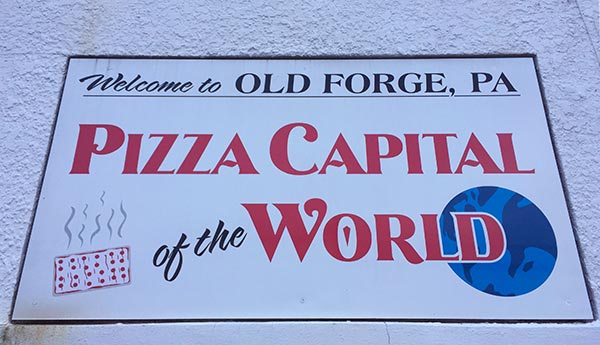 Welcome to OLD FORGE, PA
PIZZA CAPITAL
of the WORLD